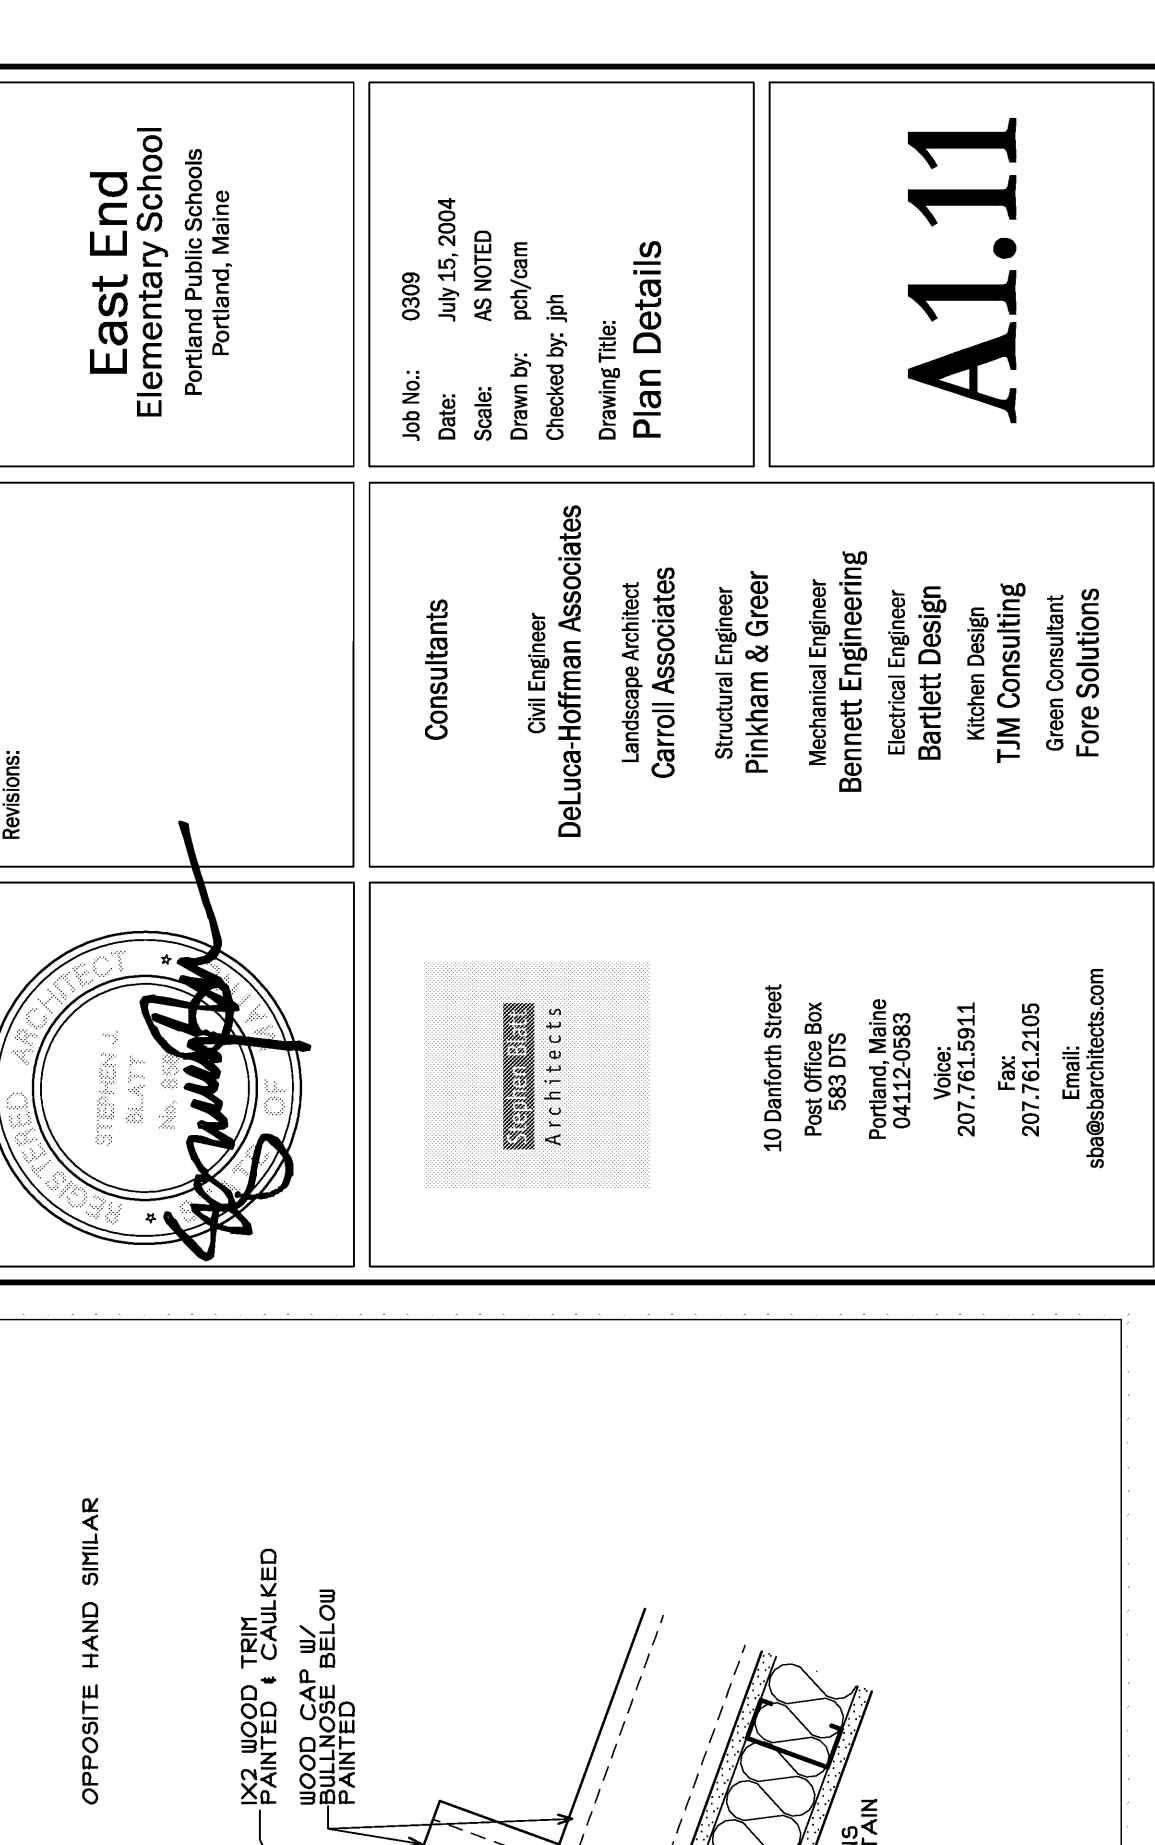 East End
Elementary School
Portland Public Schools
Portland, Maine
Job No.: 0309
Date: July 15, 2004
Scale: AS NOTED
Drawn by: pch/cam
Checked by: jph
Drawing Title:
Plan Details
A1.11
Revisions:
Consultants
Civil Engineer
DeLuca-Hoffman Associates
Landscape Architect
Carroll Associates
Structural Engineer
Pinkham & Greer
Mechanical Engineer
Bennett Engineering
Electrical Engineer
Bartlett Design
Kitchen Design
TJM Consulting
Green Consultant
Fore Solutions
REGISTERED ARCHITECT
STEPHEN J.
BLATT
No.
OF
Stephen Blatt
Architects
10 Danforth Street
Post Office Box
583 DTS
Portland, Maine
04112-0583
Voice:
207.761.5911
Fax:
207.761.2105
Email:
sba@sbarchitects.com
OPPOSITE HAND SIMILAR
1X2 WOOD TRIM
PAINTED & CAULKED
WOOD CAP W/
BULLNOSE BELOW
PAINTED